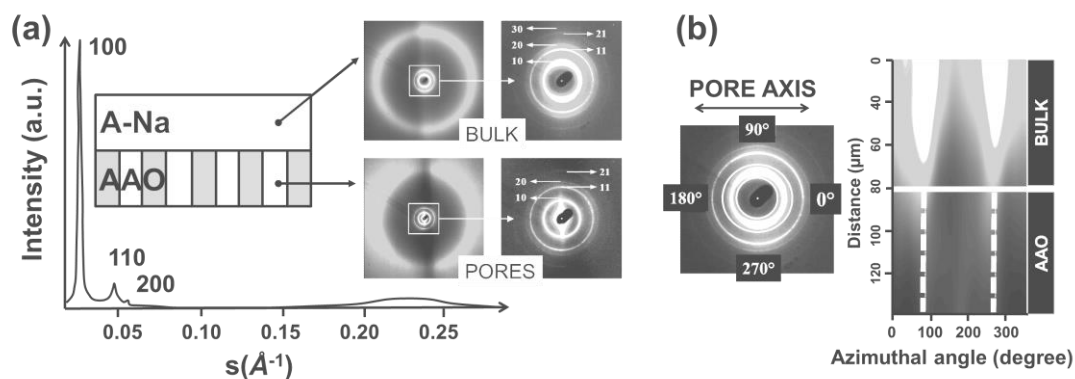 (a)
100
110
200
Intensity (a.u.)
A-Na
AAO
BULK
30
20
10
21
11
PORES
20
10
21
11
0.05
0.10
0.15
0.20
0.25
s(Å⁻¹)
(b)
PORE AXIS
90°
180°
0°
270°
Distance (μm)
0
20
40
60
80
100
120
BULK
AAO
0
100
200
300
Azimuthal angle (degree)